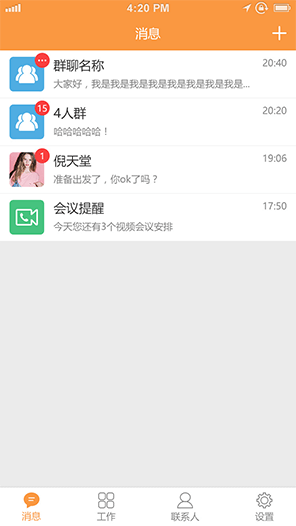 4:20 PM
消息
群聊名称
20:40
大家好，我是我是我是我是我是我是我是...
15
4人群
20:20
哈哈哈哈哈！
1
倪天堂
19:06
准备出发了，你ok了吗？
会议提醒
17:50
今天您还有3个视频会议安排
消息 工作 联系人 设置